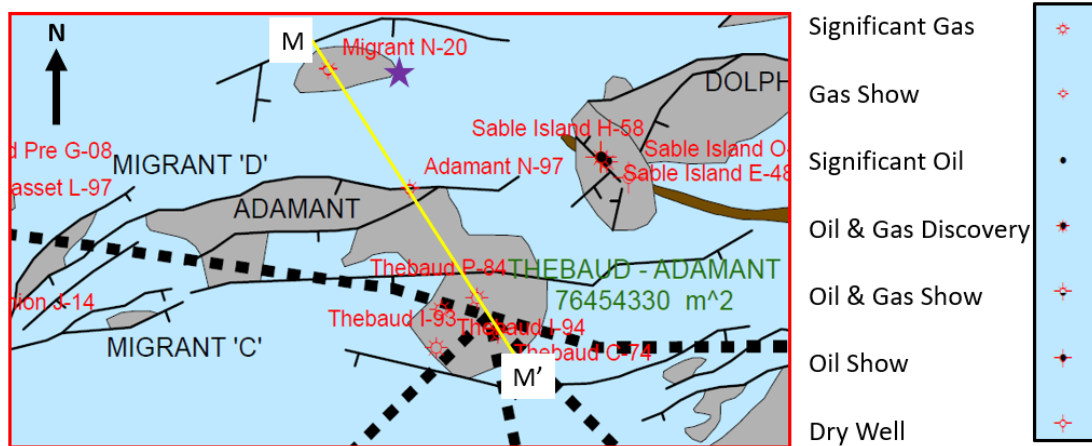 N
M
Migrant N-20
DOLPH
Sable Island H-58
d Pre G-08
Sable Island O-
MIGRANT 'D'
Adamant N-97
Sable Island E-48
asset L-97
ADAMANT
Thebaud P-84
THEBAUD - ADAMANT
76454330 m^2
nion J-14
Thebaud I-93
Thebaud I-94
MIGRANT 'C'
Thebaud C-74
M'
Significant Gas
Gas Show
Significant Oil
Oil & Gas Discovery
Oil & Gas Show
Oil Show
Dry Well